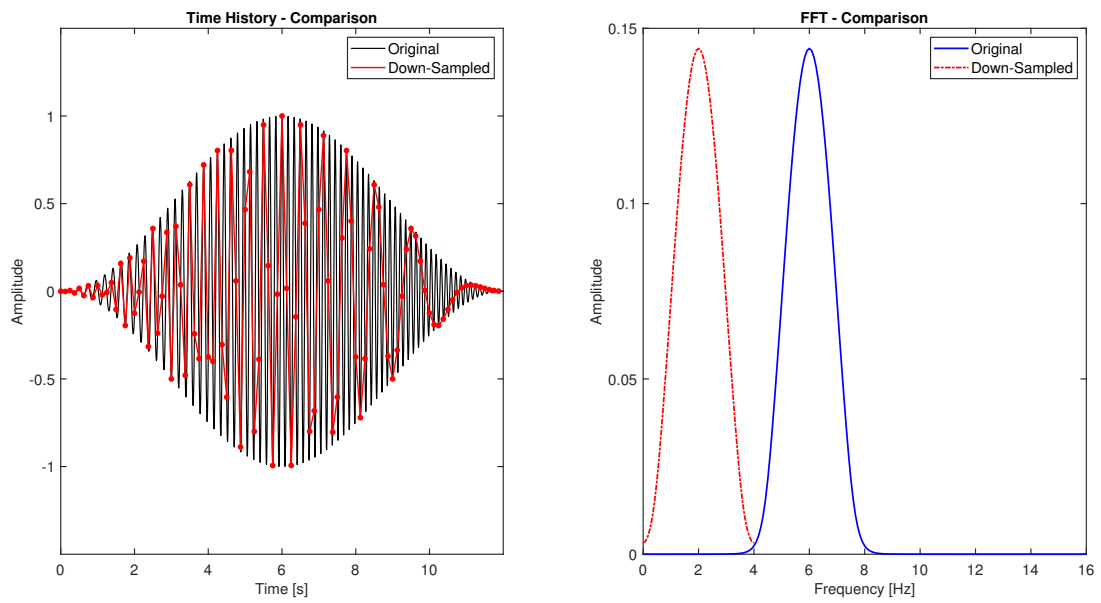 Time History - Comparison
Original
Down-Sampled
1
0.5
0
-0.5
-1
Amplitude
0
2
4
6
8
10
Time [s]
FFT - Comparison
Original
Down-Sampled
0.15
0.1
0.05
0
Amplitude
0
2
4
6
8
10
12
14
16
Frequency [Hz]